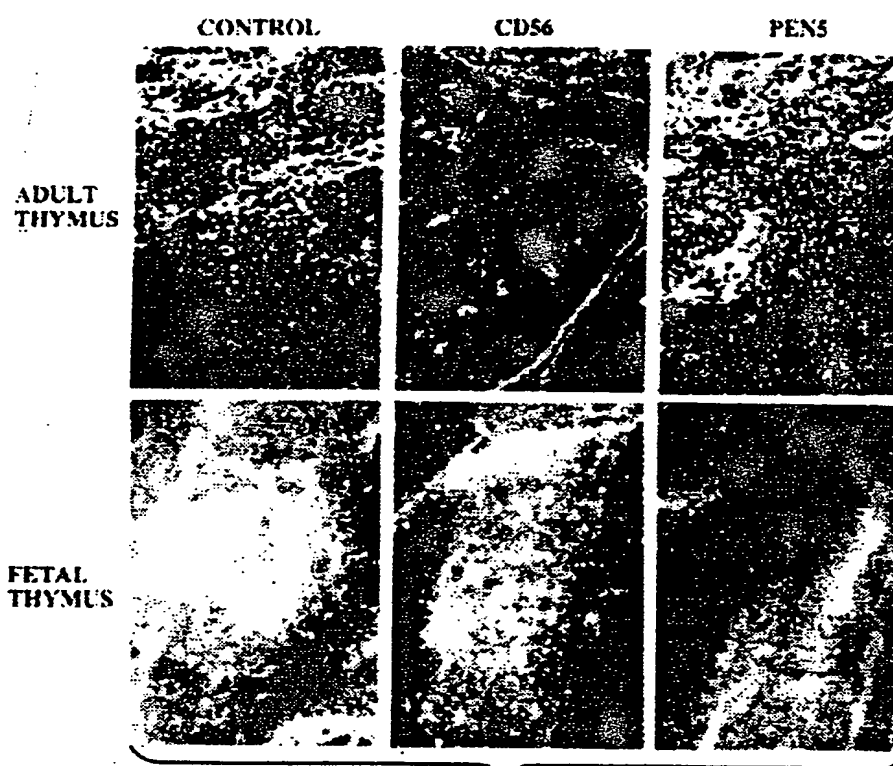 CONTROL
CD56
PEN5
ADULT
THYMUS
FETAL
THYMUS